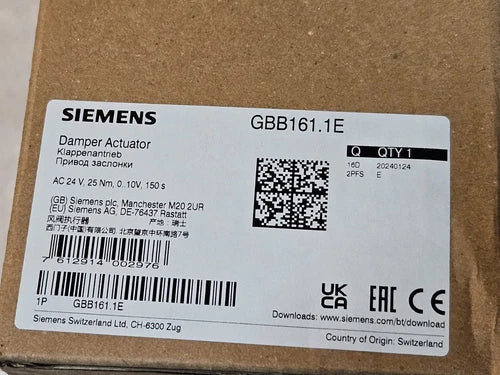 SIEMENS
GBB161.1E
Damper Actuator
Klappenantrieb
Привод заслонки
Q QTY 1
16D 20240124
2PFS E
AC 24 V, 25 Nm, 0..10V, 150 s
(GB) Siemens plc, Manchester M20 2UR
(EU) Siemens AG, DE-76437 Rastatt
风阀执行器 产地: 瑞士
西门子(中国)有限公司 北京望京中环南路7号
7 612914 002976
1P GBB161.1E
UK CA EAC CE
Downloads: www.siemens.com/bt/download
Siemens Switzerland Ltd, CH-6300 Zug
Country of Origin: Switzerland